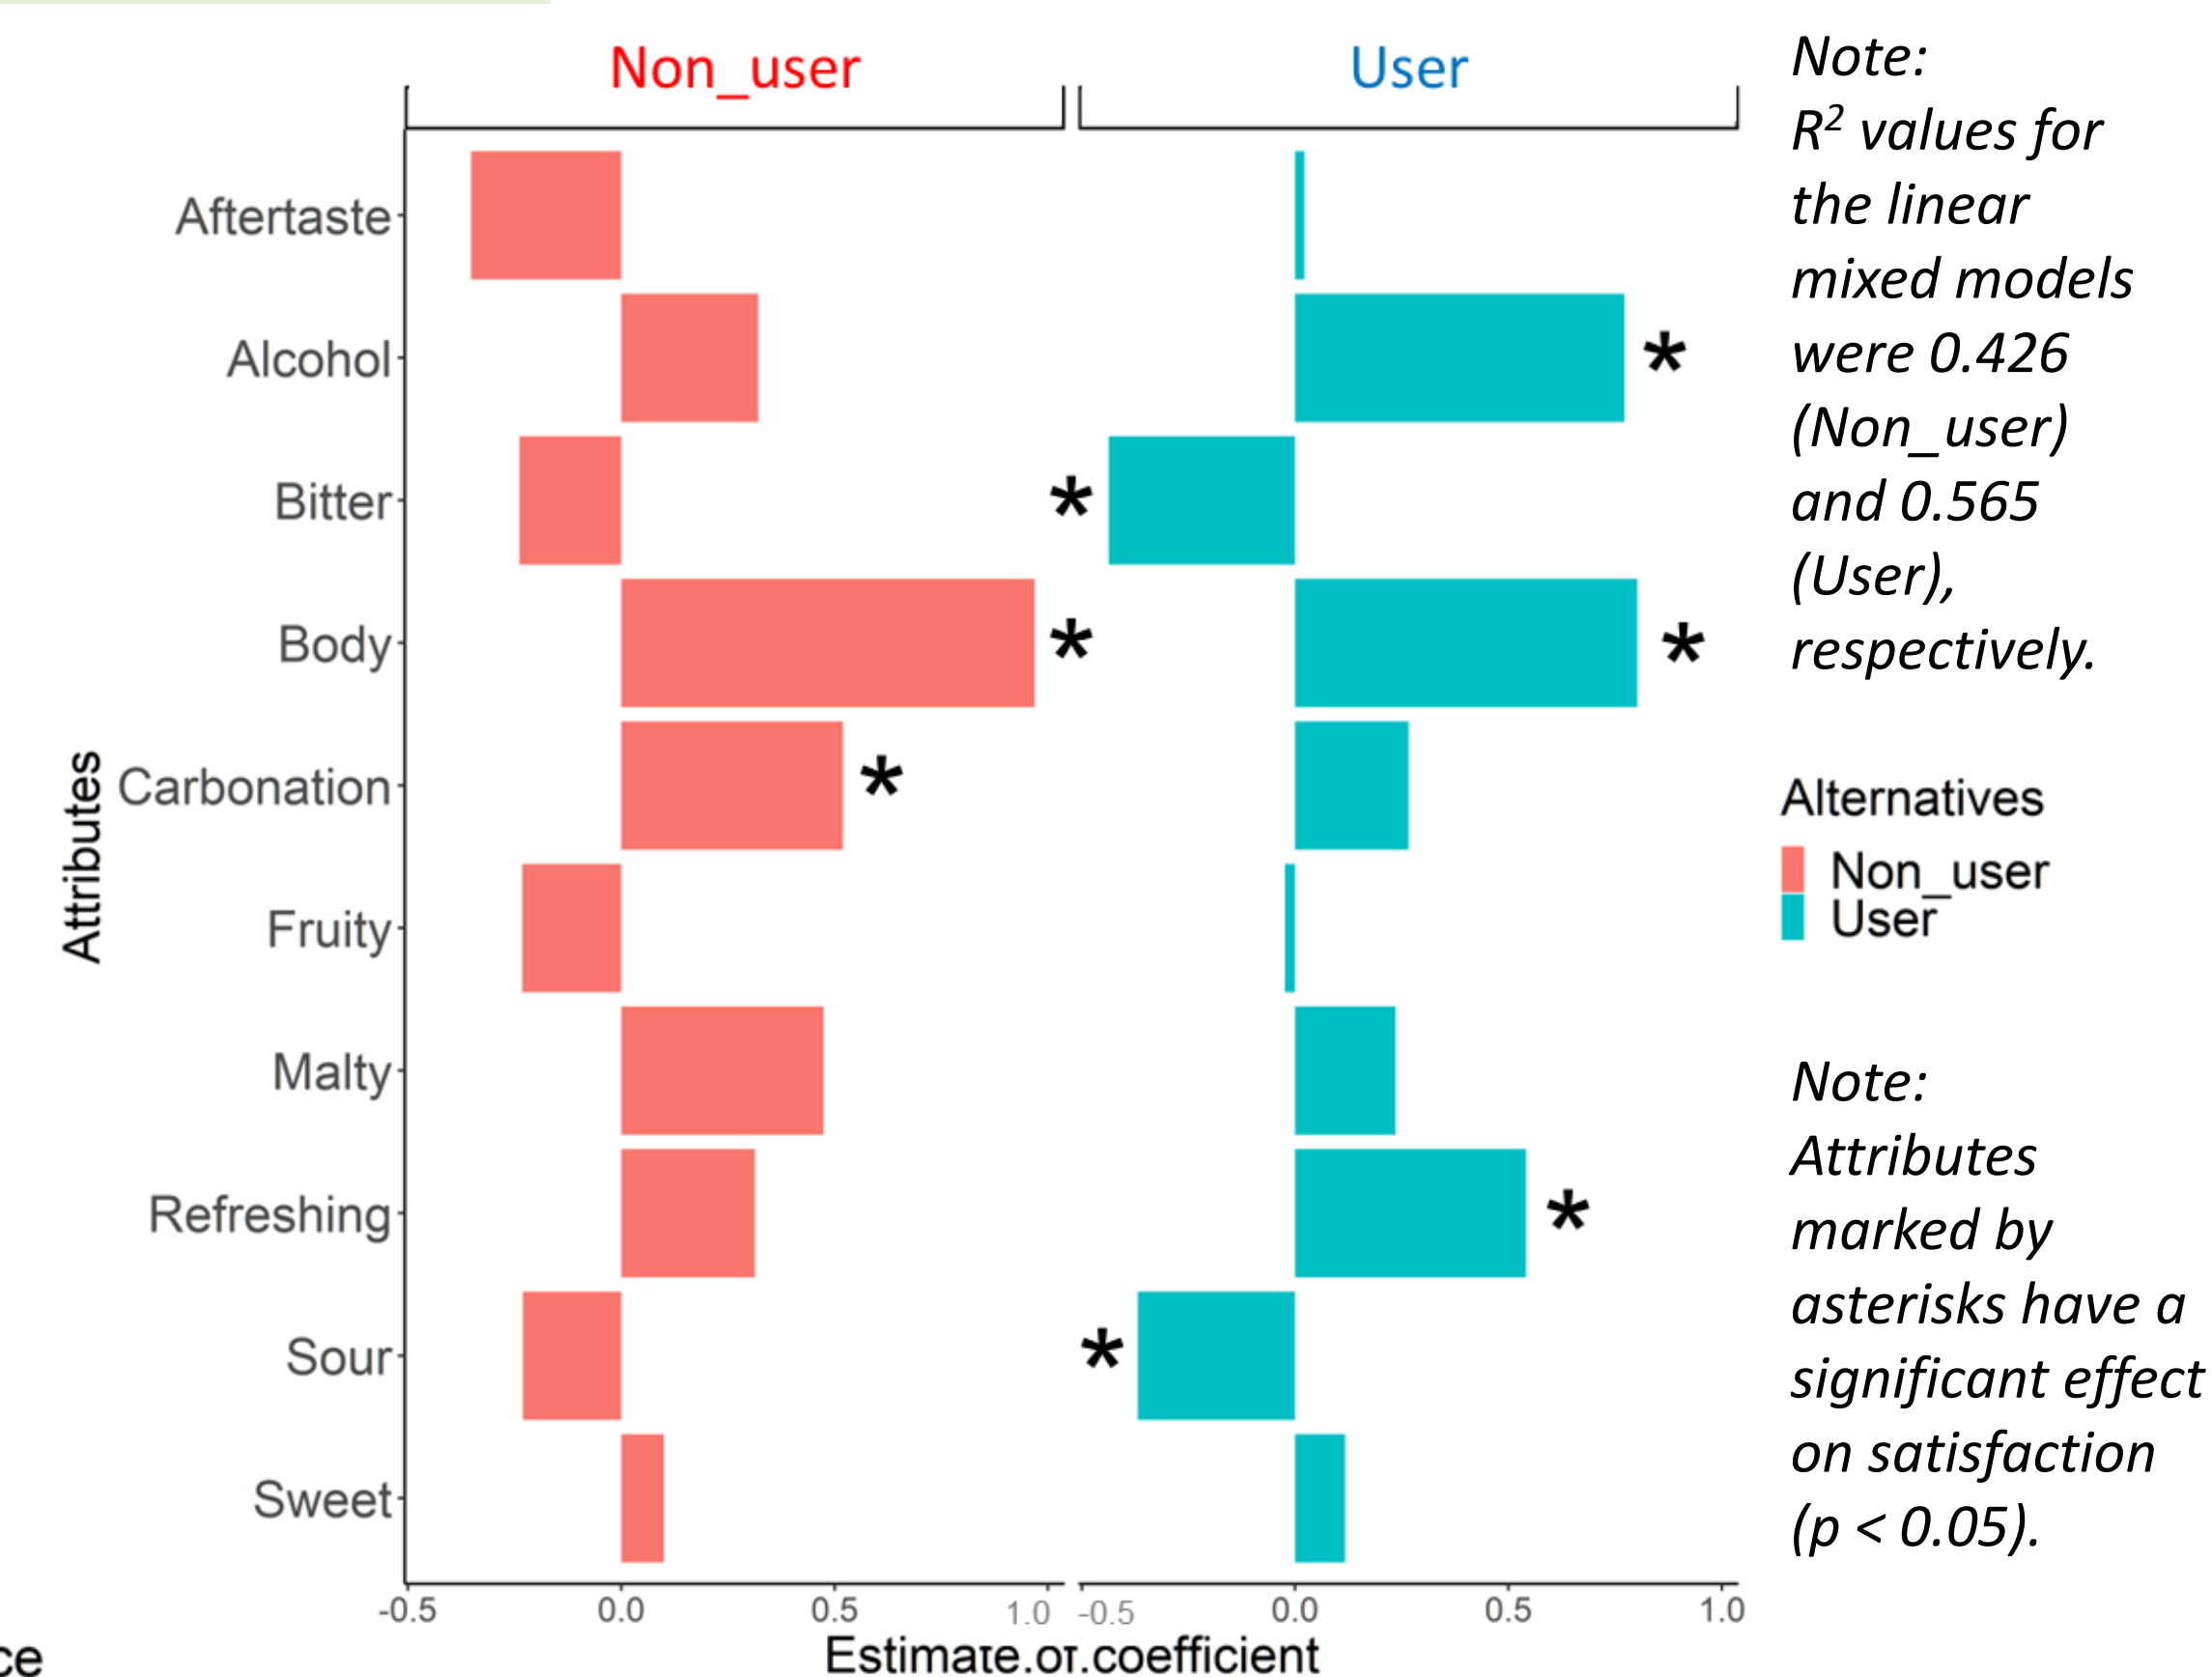 Non_user
User
Aftertaste
Alcohol
*
Bitter
*
Body
*
*
Carbonation
*
Fruity
Malty
Refreshing
*
Sour
*
Sweet
Attributes
-0.5
0.0
0.5
1.0
-0.5
0.0
0.5
1.0
Estimate.of.coefficient
ce
Note:
R² values for
the linear
mixed models
were 0.426
(Non_user)
and 0.565
(User),
respectively.
Alternatives
Non_user
User
Note:
Attributes
marked by
asterisks have a
significant effect
on satisfaction
(p < 0.05).